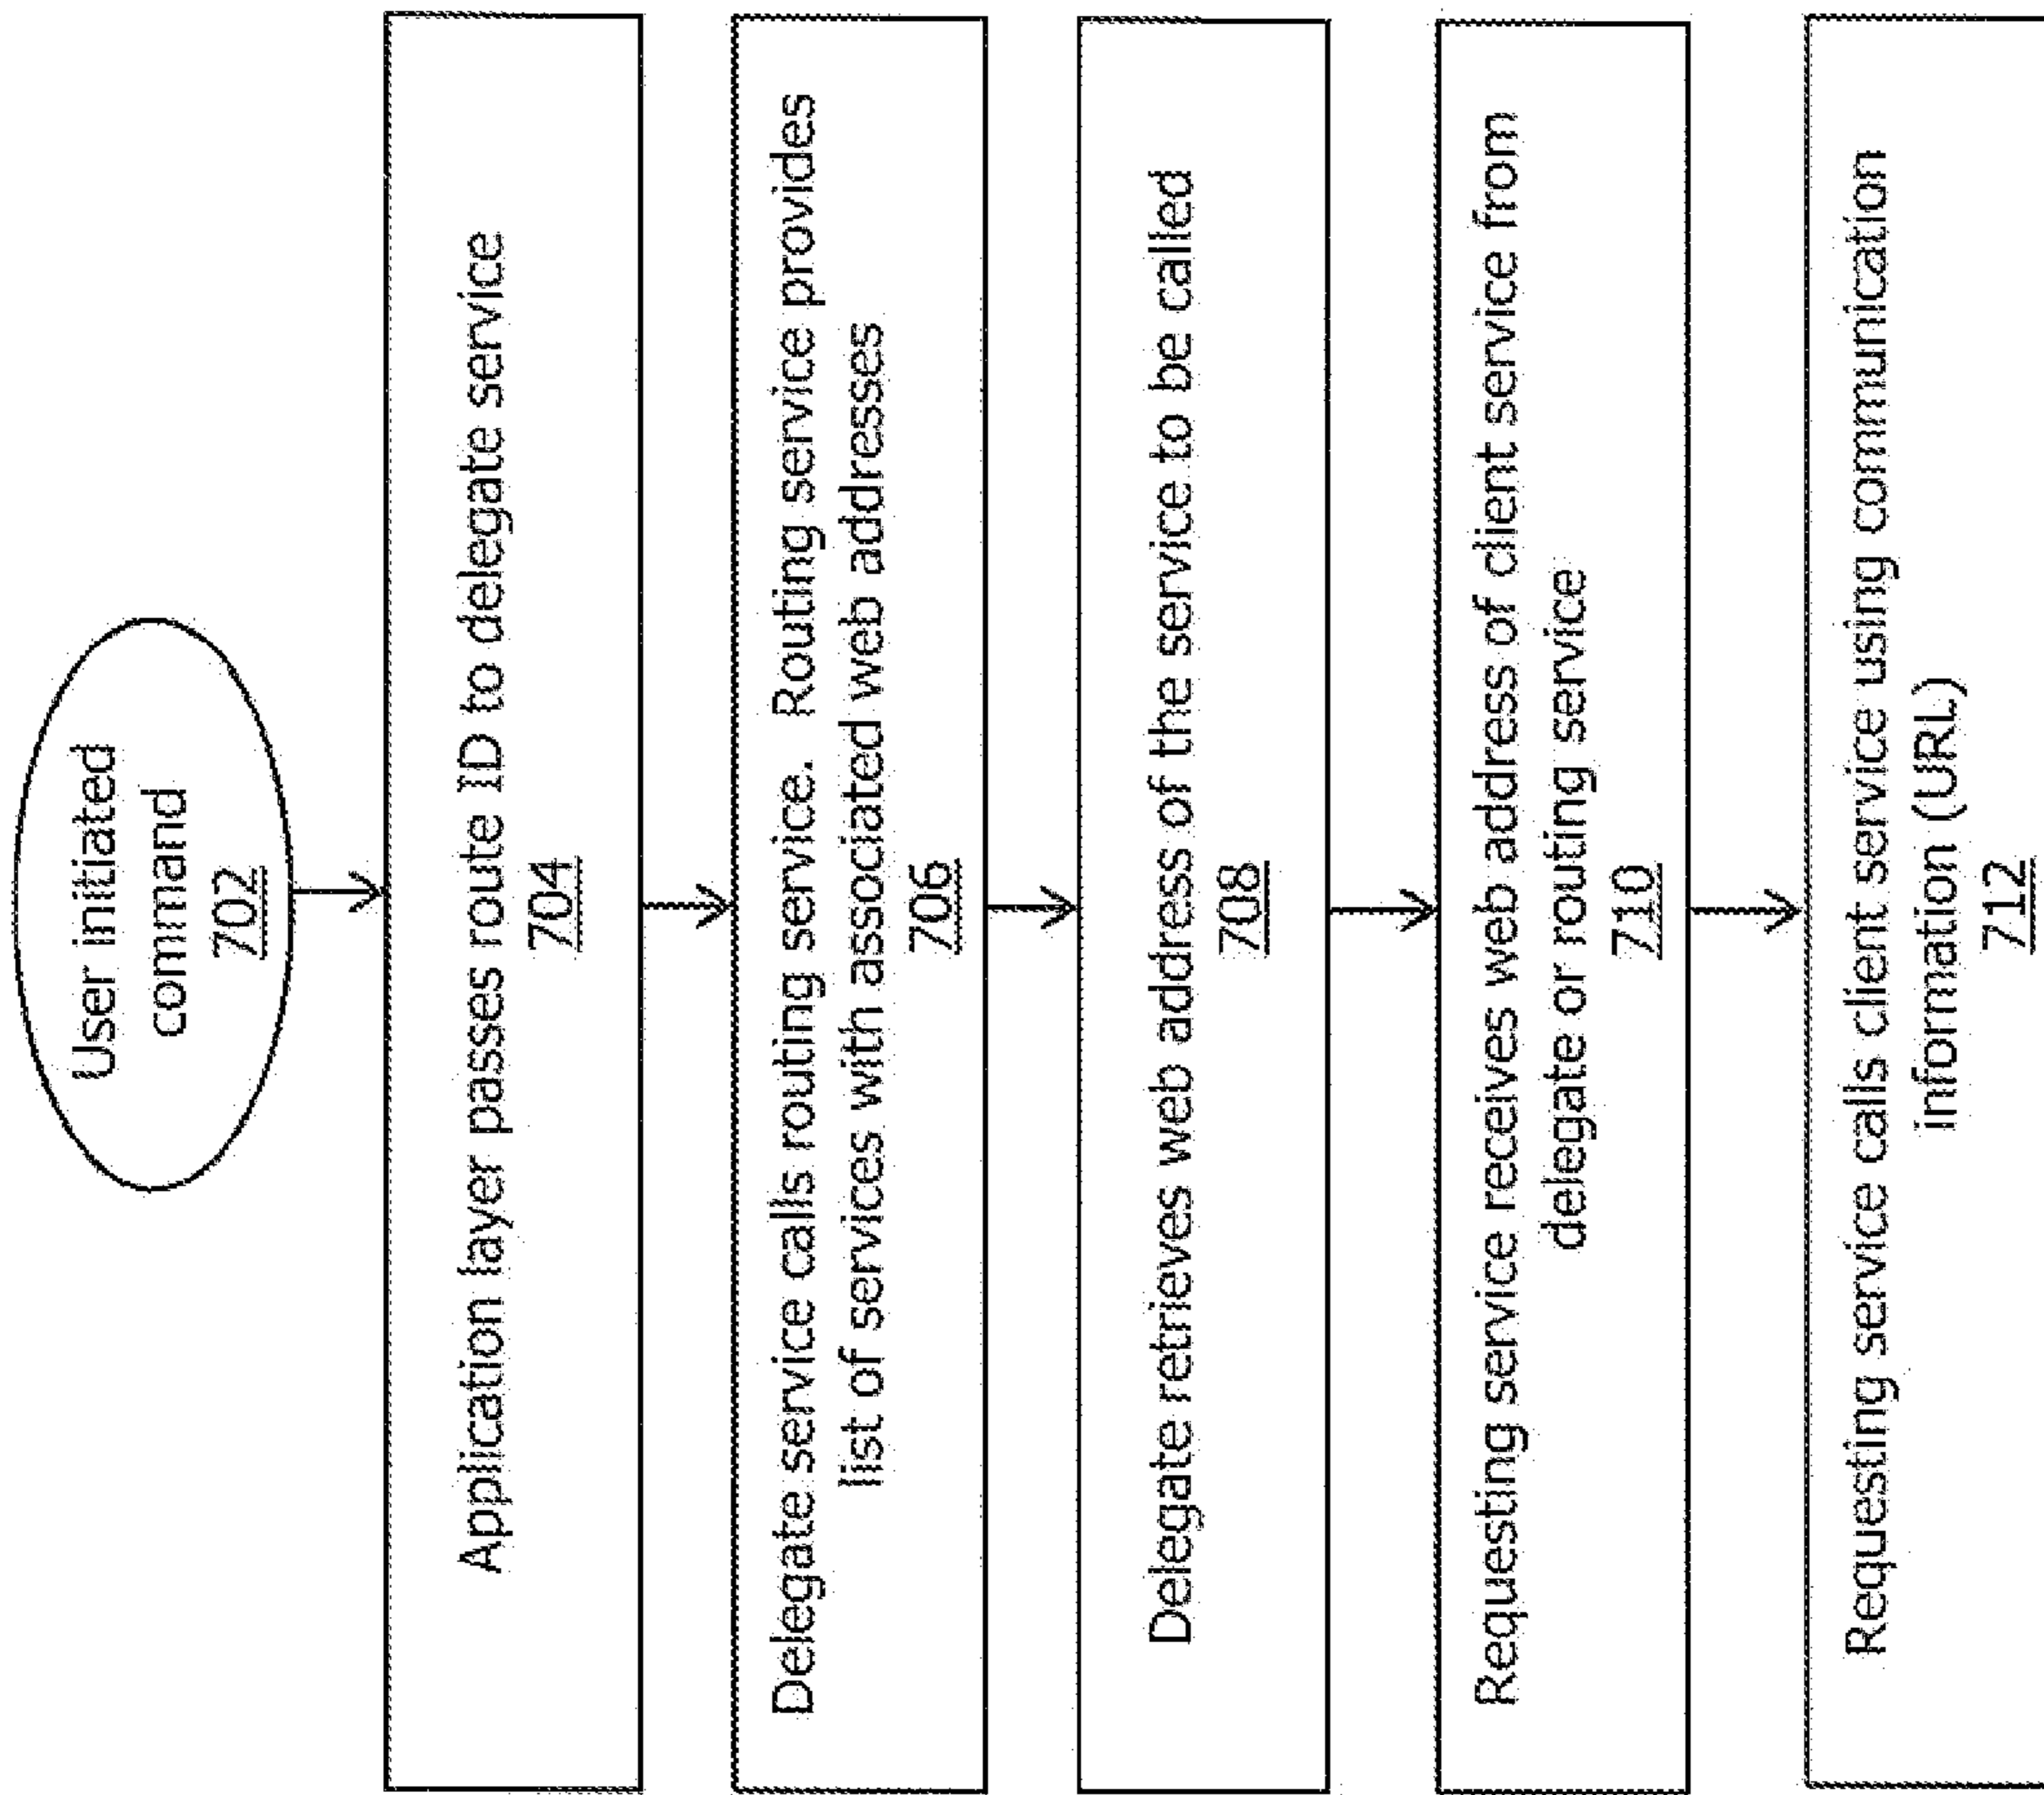 User initiated
command
702
Application layer passes route ID to delegate service
704
Delegate service calls routing service. Routing service provides
list of services with associated web addresses
706
Delegate retrieves web address of the service to be called
708
Requesting service receives web address of client service from
delegate or routing service
710
Requesting service calls client service using communication
information (URL)
712